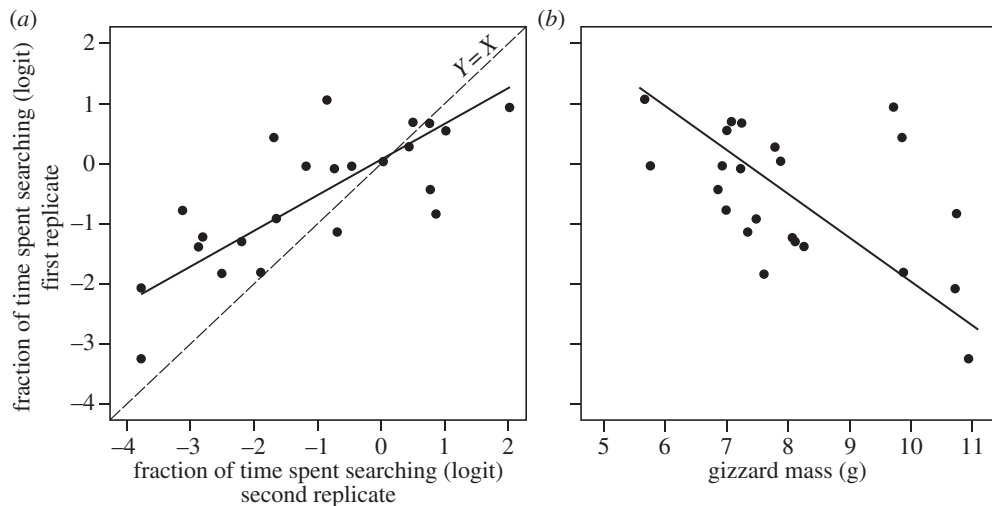 (a)
(b)
fraction of time spent searching (logit)
first replicate
2
1
0
–1
–2
–3
–4
Y = X
–4 –3 –2 –1 0 1 2
fraction of time spent searching (logit)
second replicate
5 6 7 8 9 10 11
gizzard mass (g)